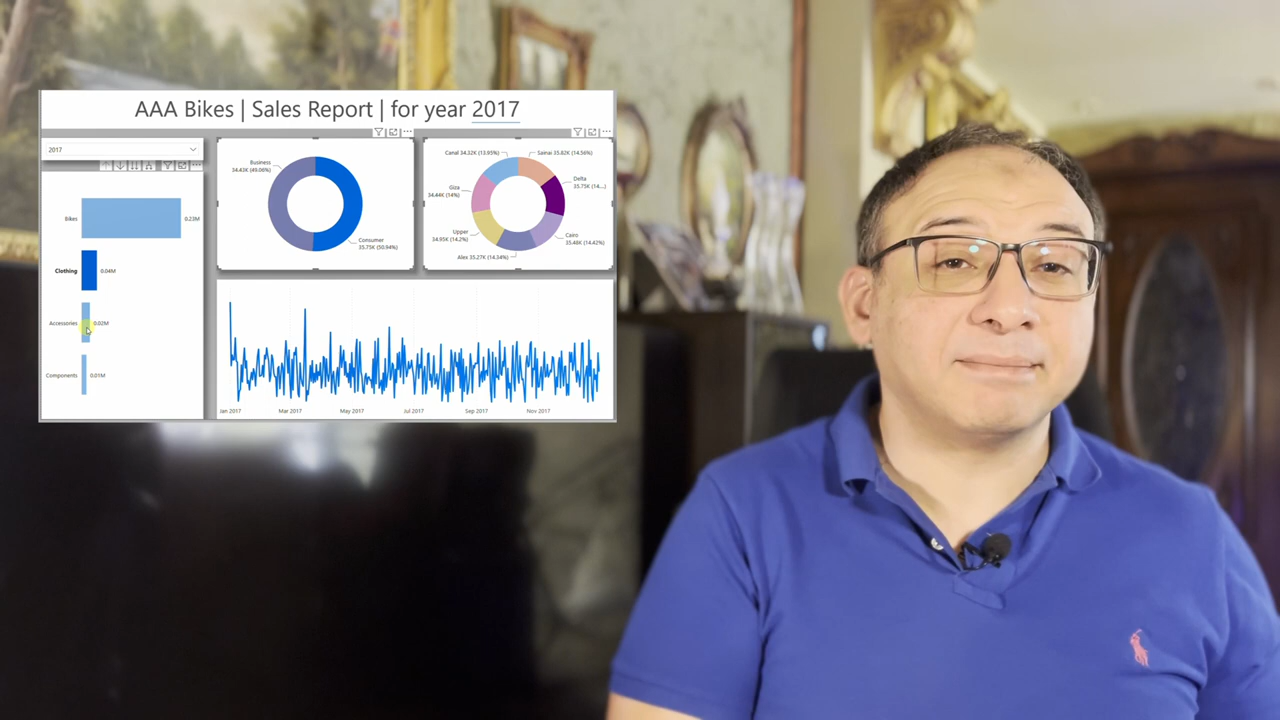 AAA Bikes | Sales Report | for year 2017
2017
Bikes
0.23M
Clothing
0.04M
Accessories
0.02M
Components
0.01M
Business
34.43K (49.06%)
Consumer
35.75K (50.94%)
Canal 34.32K (13.95%)
Sainai 35.82K (14.56%)
Delta
35.75K (14...)
Giza
34.44K (14%)
Upper
34.95K (14.2%)
Cairo
35.48K (14.42%)
Alex 35.27K (14.34%)
Jan 2017
Mar 2017
May 2017
Jul 2017
Sep 2017
Nov 2017